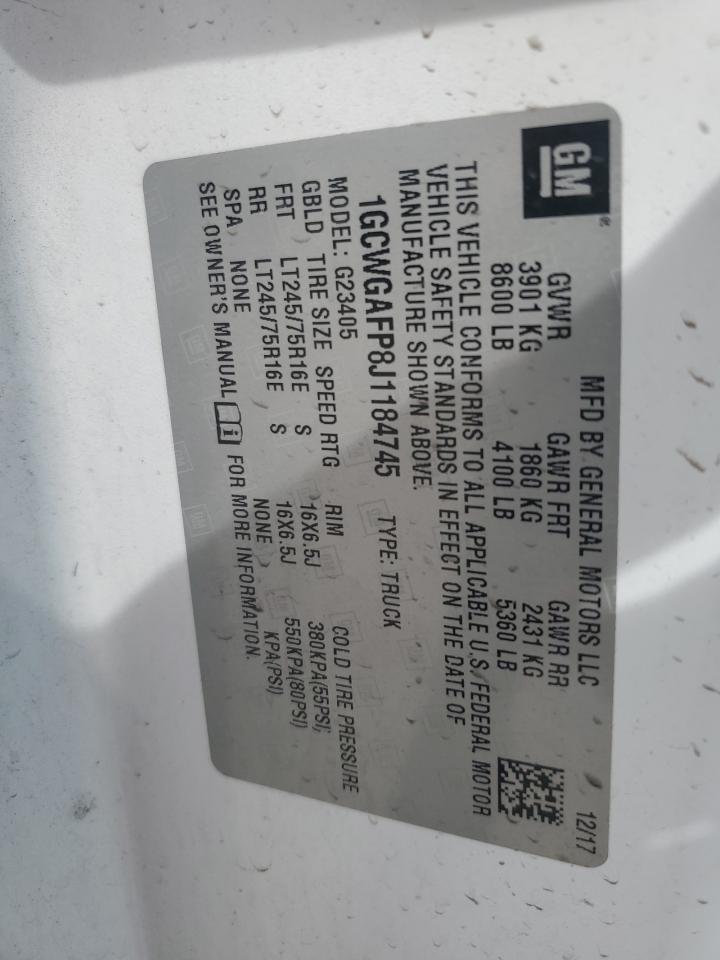 GM
MFD BY GENERAL MOTORS LLC 12/17
GVWR GAWR FRT GAWR RR
3901 KG 1860 KG 2431 KG
8600 LB 4100 LB 5360 LB
THIS VEHICLE CONFORMS TO ALL APPLICABLE U.S. FEDERAL MOTOR
VEHICLE SAFETY STANDARDS IN EFFECT ON THE DATE OF
MANUFACTURE SHOWN ABOVE.
1GCWGAFP8J1184745 TYPE: TRUCK
MODEL: G23405
GBLD TIRE SIZE SPEED RTG RIM COLD TIRE PRESSURE
FRT LT245/75R16E S 16X6.5J 380KPA(55PSI)
RR LT245/75R16E S 16X6.5J 550KPA(80PSI)
SPA NONE NONE KPA(PSI)
SEE OWNER'S MANUAL FOR MORE INFORMATION.